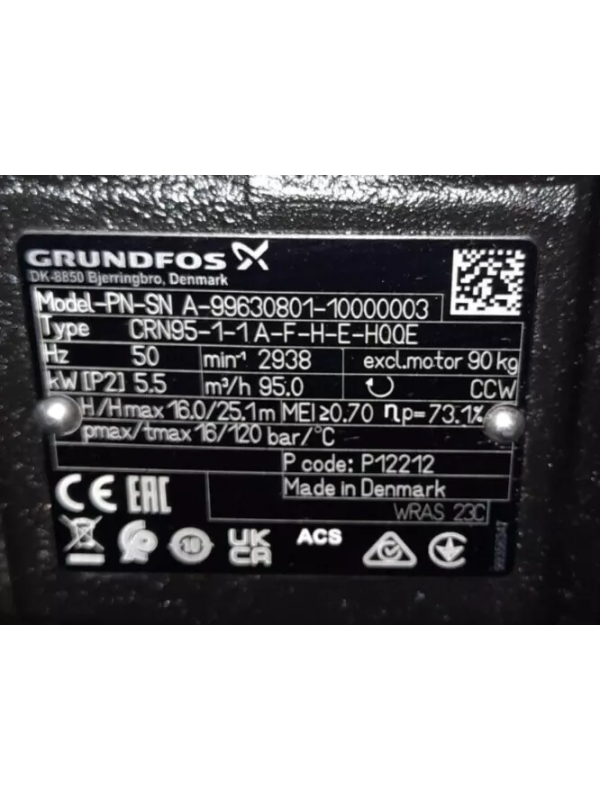 GRUNDFOS
DK-8850 Bjerringbro, Denmark
Model-PN-SN A-99630801-10000003
Type CRN95-1-1 A-F-H-E-HQQE
Hz 50 min⁻¹ 2938 excl.motor 90 kg
kW [P2] 5.5 m³/h 95.0 CCW
H/Hmax 16.0/25.1 m MEI ≥0.70 ηp=73.1%
pmax/tmax 16/120 bar/°C
P code: P12212
Made in Denmark
WRAS 23C
CE EAC
10 UK CA ACS